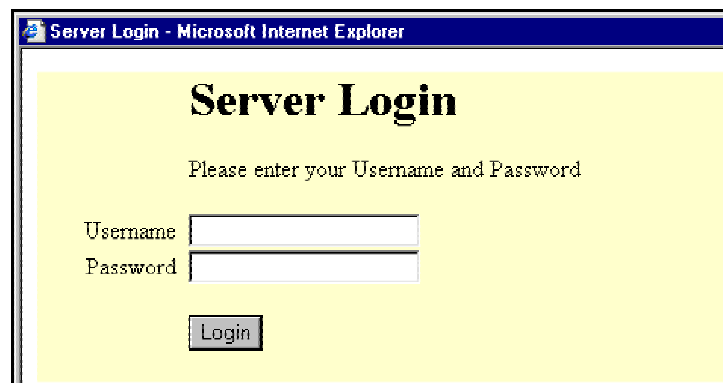 Server Login - Microsoft Internet Explorer
Server Login
Please enter your Username and Password
Username
Password
Login